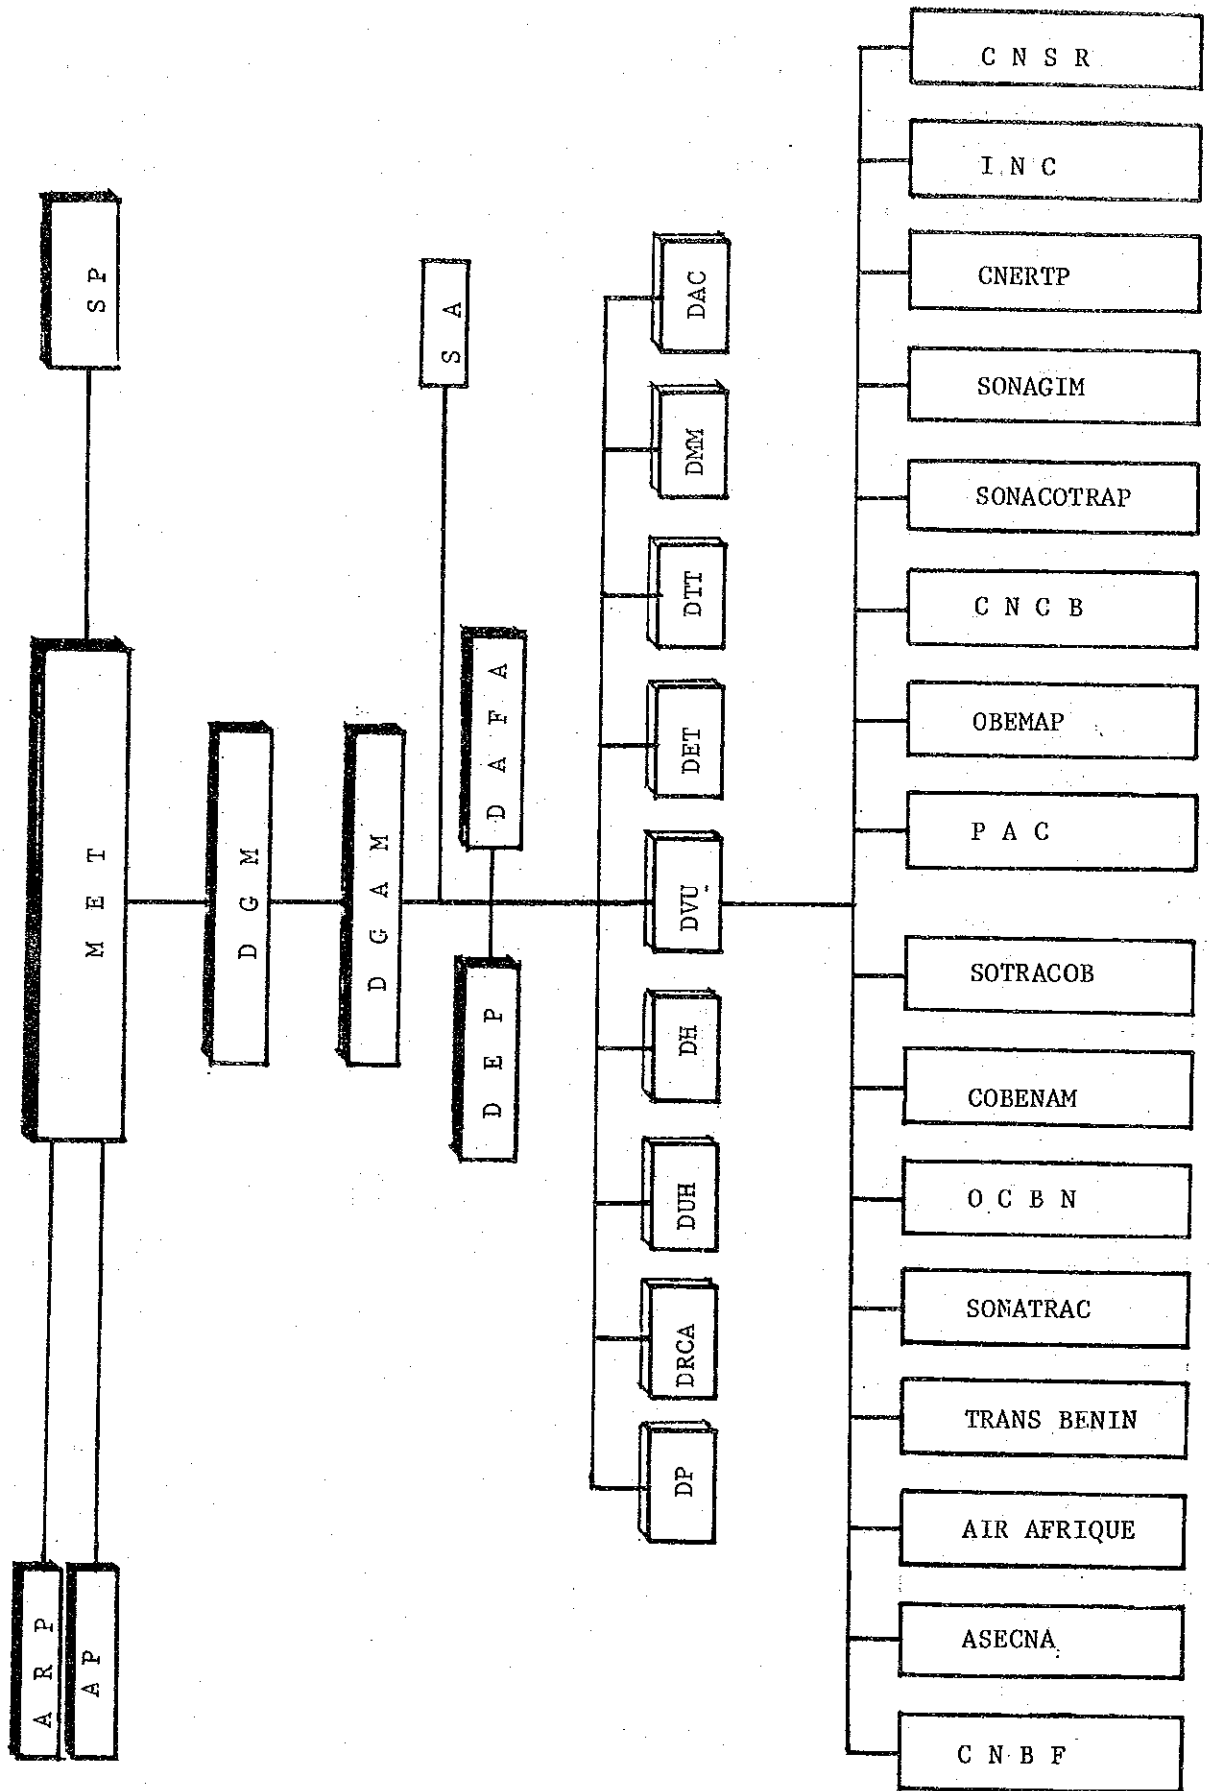 A R P
A P
M E T
S P
D G M
D G A M
S A
D E P
D A F A
DP
DRCA
DUH
DH
DVU
DET
DTT
DMM
DAC
C N S R
I N C
CNERTP
SONAGIM
SONACOTRAP
C N C B
OBEMAP
P A C
SOTRACOB
COBENAM
O C B N
SONATRAC
TRANS BENIN
AIR AFRIQUE
ASECNA
C N B F